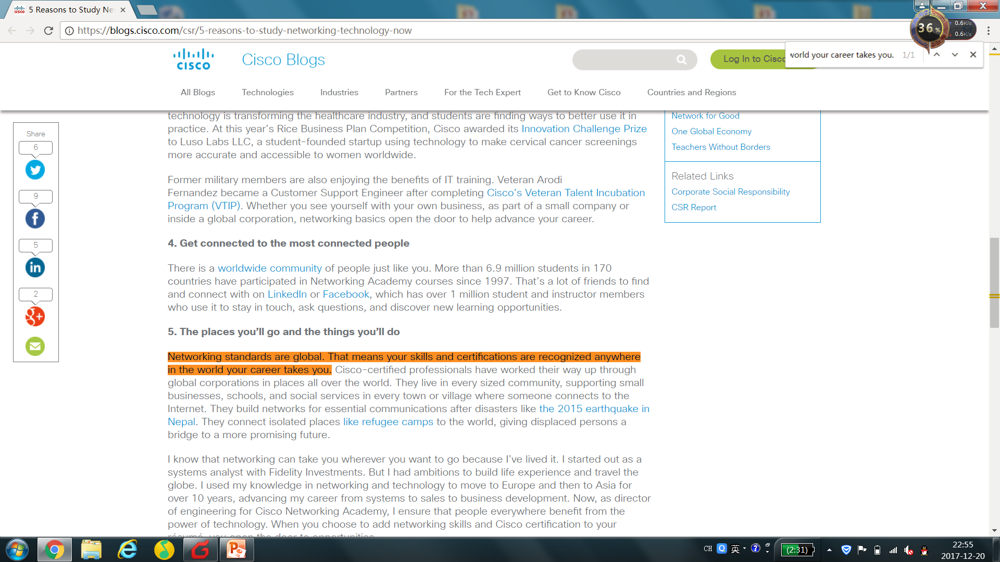 5 Reasons to Study Ne
https://blogs.cisco.com/csr/5-reasons-to-study-networking-technology-now
36%
0.6K/s
0.6K/s
world your career takes you. 1/1
CISCO
Cisco Blogs
Log In to Cisco
All Blogs Technologies Industries Partners For the Tech Expert Get to Know Cisco Countries and Regions
Share
6
9
5
2
technology is transforming the healthcare industry, and students are finding ways to better use it in
practice. At this year's Rice Business Plan Competition, Cisco awarded its Innovation Challenge Prize
to Luso Labs LLC, a student-founded startup using technology to make cervical cancer screenings
more accurate and accessible to women worldwide.
Former military members are also enjoying the benefits of IT training. Veteran Arodi
Fernandez became a Customer Support Engineer after completing Cisco's Veteran Talent Incubation
Program (VTIP). Whether you see yourself with your own business, as part of a small company or
inside a global corporation, networking basics open the door to help advance your career.
4. Get connected to the most connected people
There is a worldwide community of people just like you. More than 6.9 million students in 170
countries have participated in Networking Academy courses since 1997. That's a lot of friends to find
and connect with on LinkedIn or Facebook, which has over 1 million student and instructor members
who use it to stay in touch, ask questions, and discover new learning opportunities.
5. The places you'll go and the things you'll do
Networking standards are global. That means your skills and certifications are recognized anywhere
in the world your career takes you. Cisco-certified professionals have worked their way up through
global corporations in places all over the world. They live in every sized community, supporting small
businesses, schools, and social services in every town or village where someone connects to the
Internet. They build networks for essential communications after disasters like the 2015 earthquake in
Nepal. They connect isolated places like refugee camps to the world, giving displaced persons a
bridge to a more promising future.
I know that networking can take you wherever you want to go because I've lived it. I started out as a
systems analyst with Fidelity Investments. But I had ambitions to build life experience and travel the
globe. I used my knowledge in networking and technology to move to Europe and then to Asia for
over 10 years, advancing my career from systems to sales to business development. Now, as director
of engineering for Cisco Networking Academy, I ensure that people everywhere benefit from the
power of technology. When you choose to add networking skills and Cisco certification to your
résumé, you open the door to opportunities.
Network for Good
One Global Economy
Teachers Without Borders
Related Links
Corporate Social Responsibility
CSR Report
CH 英 (2:31)
22:55
2017-12-20